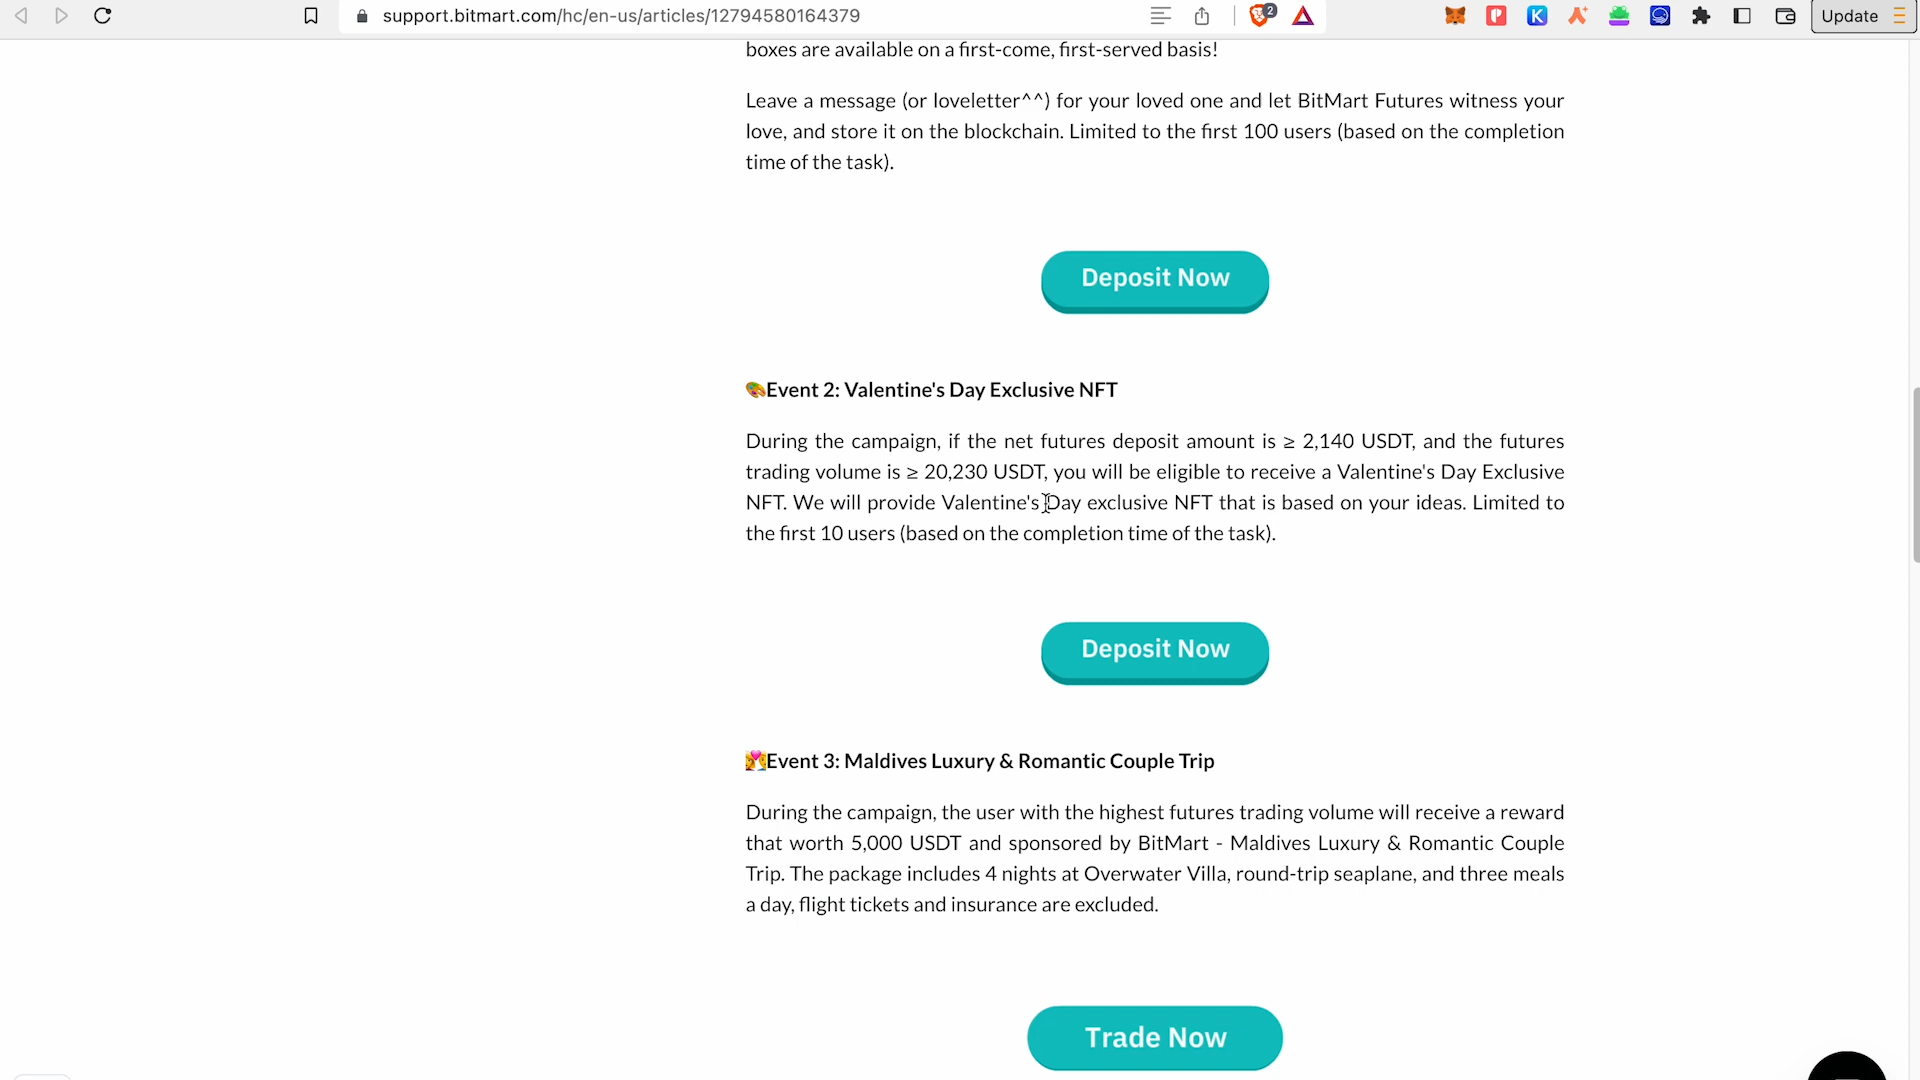 support.bitmart.com/hc/en-us/articles/12794580164379
2
Update
boxes are available on a first-come, first-served basis!
Leave a message (or loveletter^^) for your loved one and let BitMart Futures witness your
love, and store it on the blockchain. Limited to the first 100 users (based on the completion
time of the task).
Deposit Now
🎨Event 2: Valentine's Day Exclusive NFT
During the campaign, if the net futures deposit amount is ≥ 2,140 USDT, and the futures
trading volume is ≥ 20,230 USDT, you will be eligible to receive a Valentine's Day Exclusive
NFT. We will provide Valentine's Day exclusive NFT that is based on your ideas. Limited to
the first 10 users (based on the completion time of the task).
Deposit Now
💏Event 3: Maldives Luxury & Romantic Couple Trip
During the campaign, the user with the highest futures trading volume will receive a reward
that worth 5,000 USDT and sponsored by BitMart - Maldives Luxury & Romantic Couple
Trip. The package includes 4 nights at Overwater Villa, round-trip seaplane, and three meals
a day, flight tickets and insurance are excluded.
Trade Now